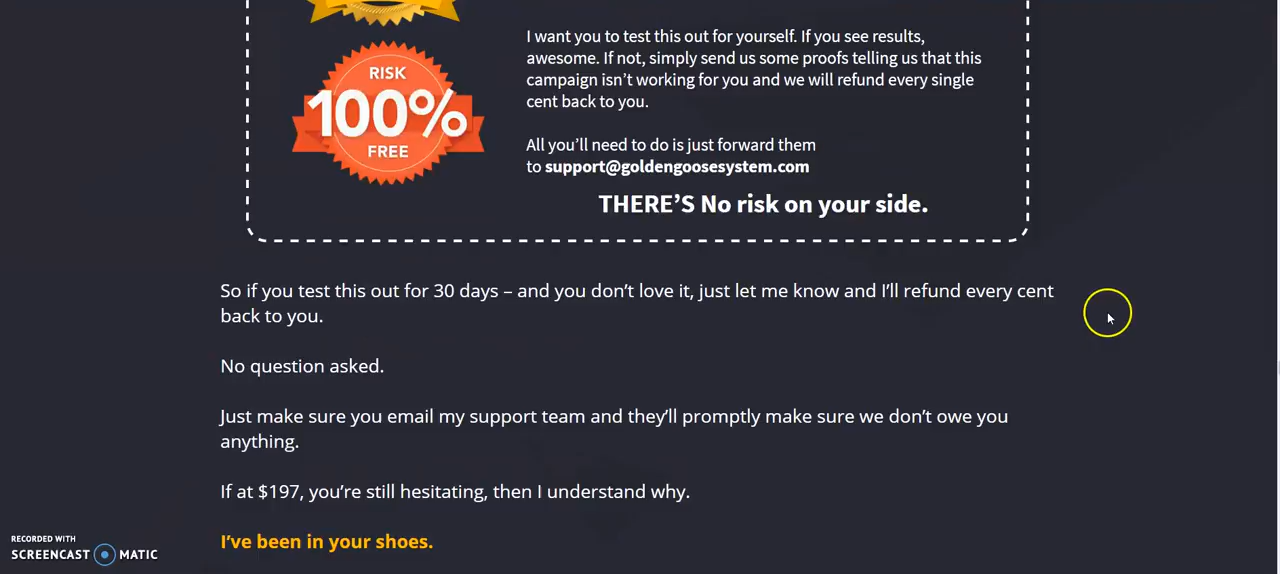 I want you to test this out for yourself. If you see results,
awesome. If not, simply send us some proofs telling us that this
campaign isn’t working for you and we will refund every single
cent back to you.
RISK
100%
FREE
All you’ll need to do is just forward them
to support@goldengoosesystem.com
THERE’S No risk on your side.
So if you test this out for 30 days – and you don’t love it, just let me know and I’ll refund every cent
back to you.
No question asked.
Just make sure you email my support team and they’ll promptly make sure we don’t owe you
anything.
If at $197, you’re still hesitating, then I understand why.
I’ve been in your shoes.
RECORDED WITH
SCREENCAST MATIC